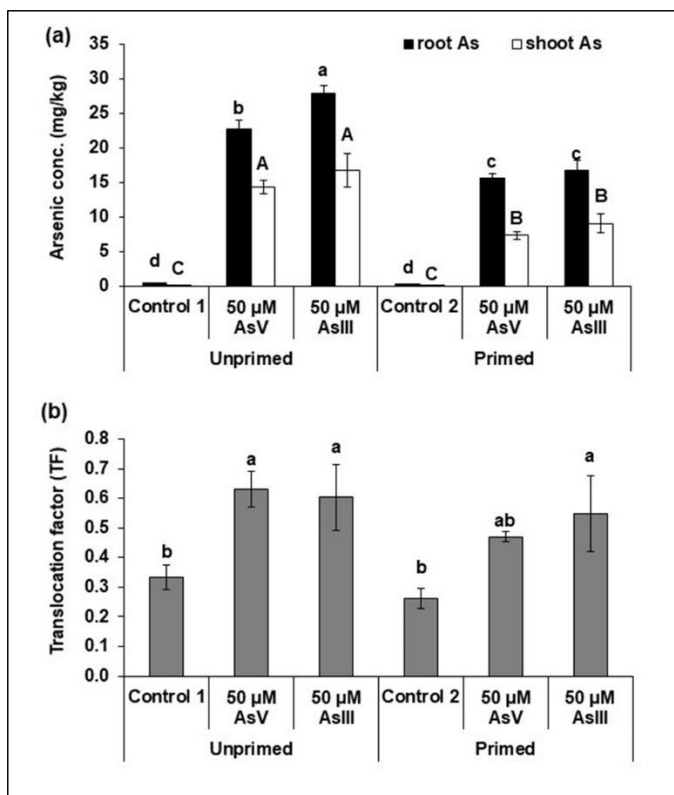 (a)
root As shoot As
Arsenic conc. (mg/kg)
35
30
25
20
15
10
5
0
d C b A a A d C c B c B
Control 1 50 µM AsV 50 µM AsIII Control 2 50 µM AsV 50 µM AsIII
Unprimed Primed
(b)
Translocation factor (TF)
0.8
0.7
0.6
0.5
0.4
0.3
0.2
0.1
0.0
b a a b ab a
Control 1 50 µM AsV 50 µM AsIII Control 2 50 µM AsV 50 µM AsIII
Unprimed Primed